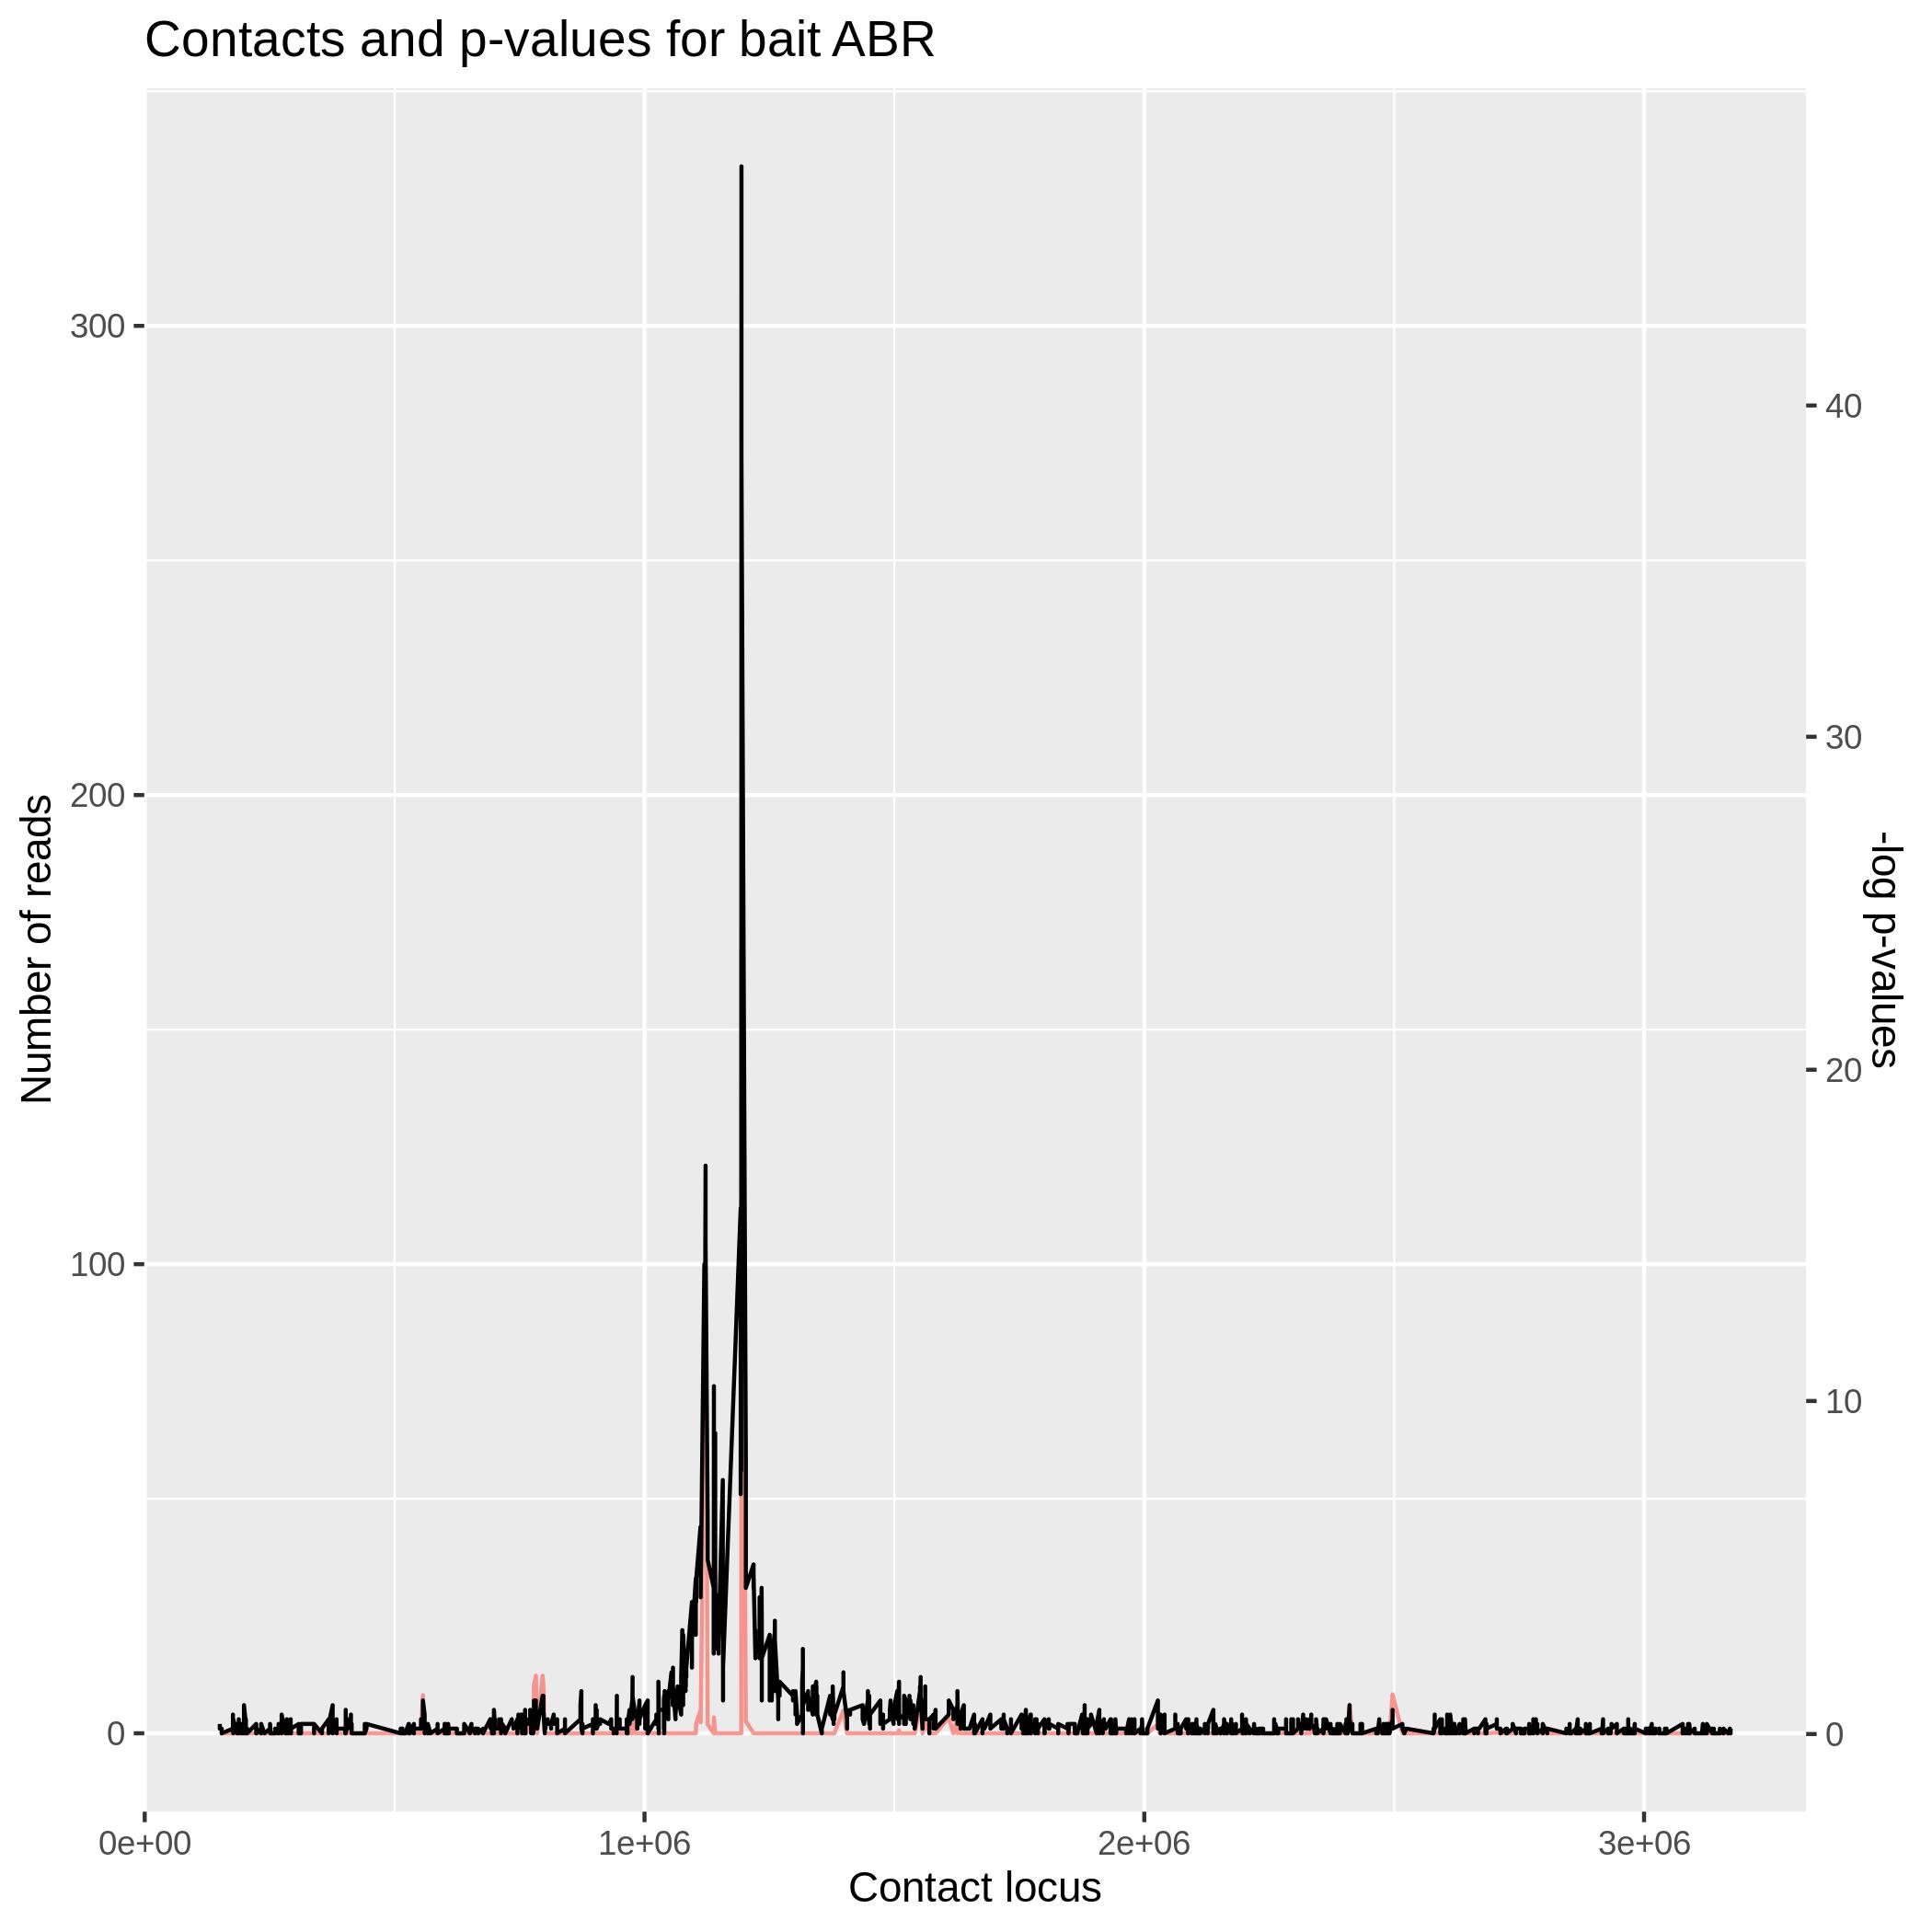 Contacts and p-values for bait ABR
300
200
100
0
Number of reads
40
30
20
10
0
-log p-values
0e+00 1e+06 2e+06 3e+06
Contact locus